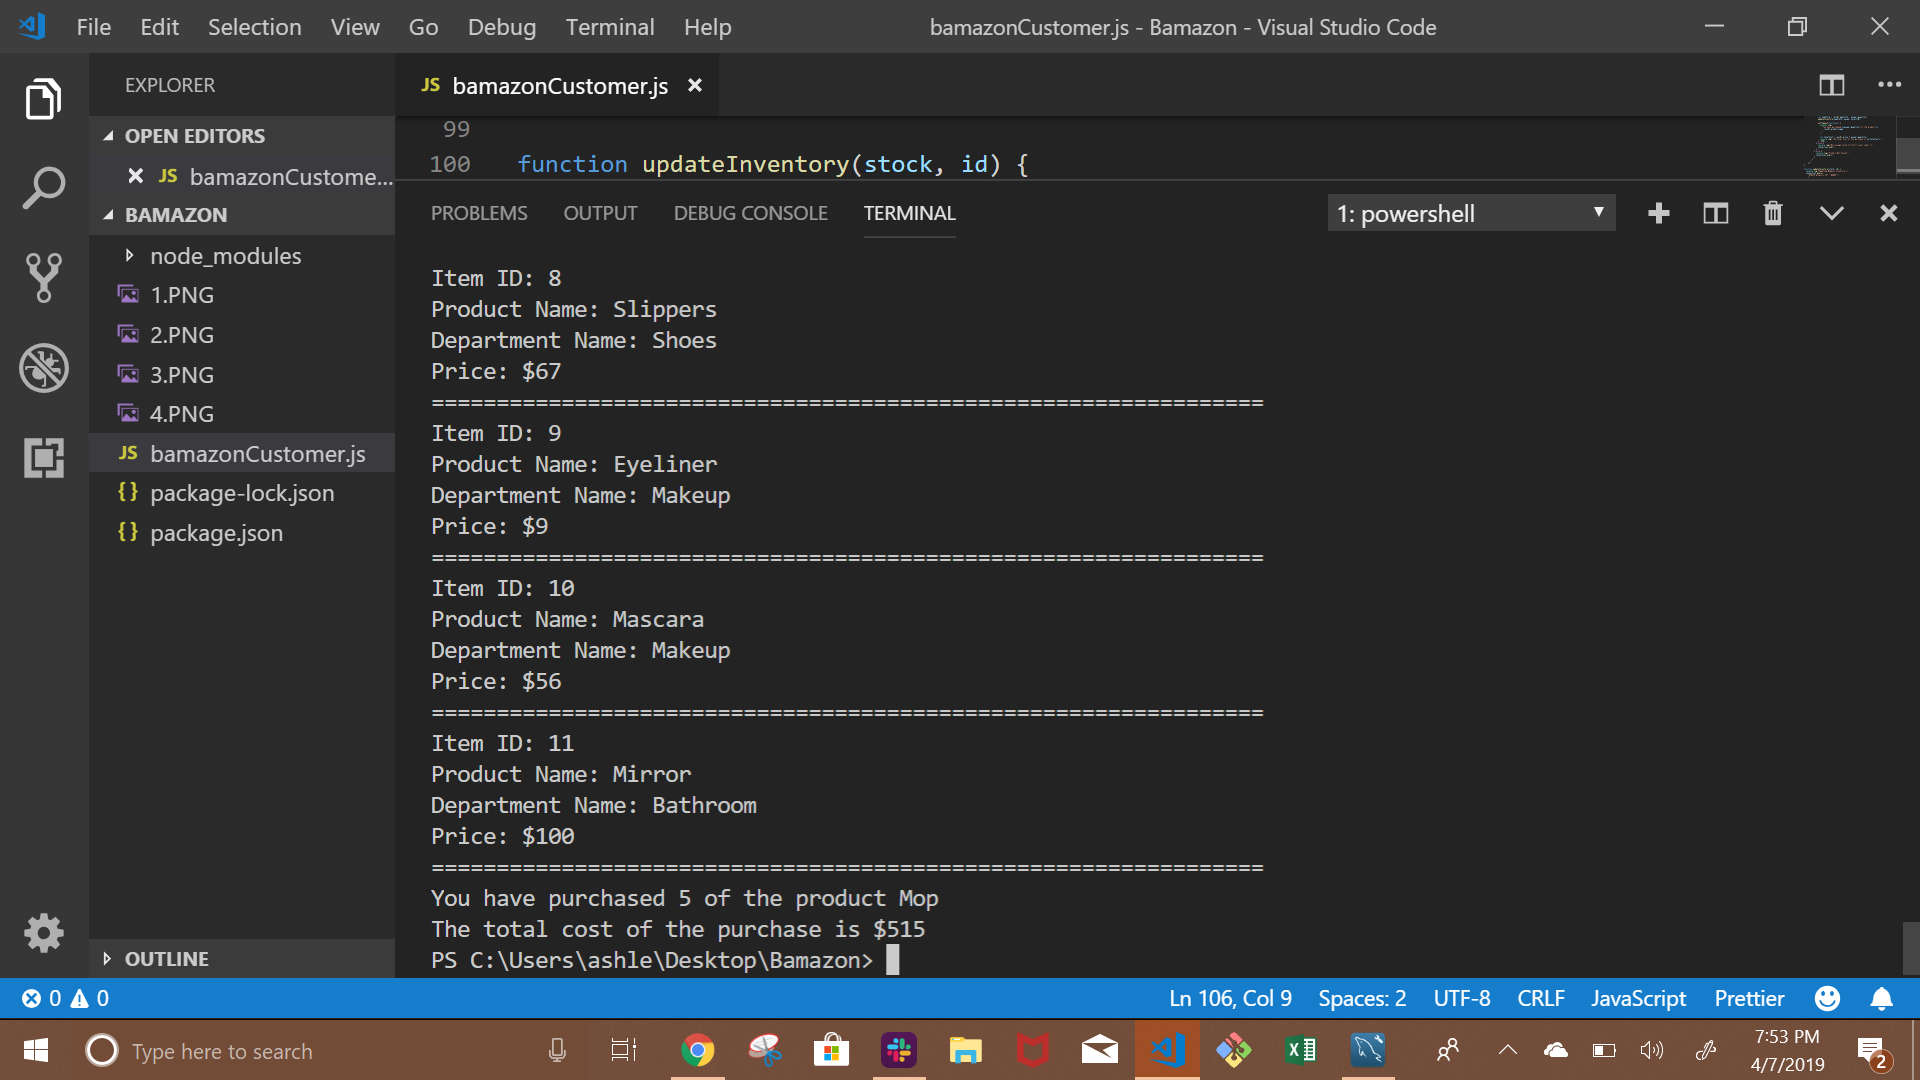 File Edit Selection View Go Debug Terminal Help
bamazonCustomer.js - Bamazon - Visual Studio Code
EXPLORER
JS bamazonCustomer.js
OPEN EDITORS
JS bamazonCustome...
BAMAZON
node_modules
1.PNG
2.PNG
3.PNG
4.PNG
JS bamazonCustomer.js
{} package-lock.json
{} package.json
OUTLINE
99
100 function updateInventory(stock, id) {
PROBLEMS OUTPUT DEBUG CONSOLE TERMINAL
1: powershell
Item ID: 8
Product Name: Slippers
Department Name: Shoes
Price: $67
================================================================
Item ID: 9
Product Name: Eyeliner
Department Name: Makeup
Price: $9
================================================================
Item ID: 10
Product Name: Mascara
Department Name: Makeup
Price: $56
================================================================
Item ID: 11
Product Name: Mirror
Department Name: Bathroom
Price: $100
================================================================
You have purchased 5 of the product Mop
The total cost of the purchase is $515
PS C:\Users\ashle\Desktop\Bamazon>
0 0
Ln 106, Col 9 Spaces: 2 UTF-8 CRLF JavaScript Prettier
Type here to search
7:53 PM
4/7/2019
2